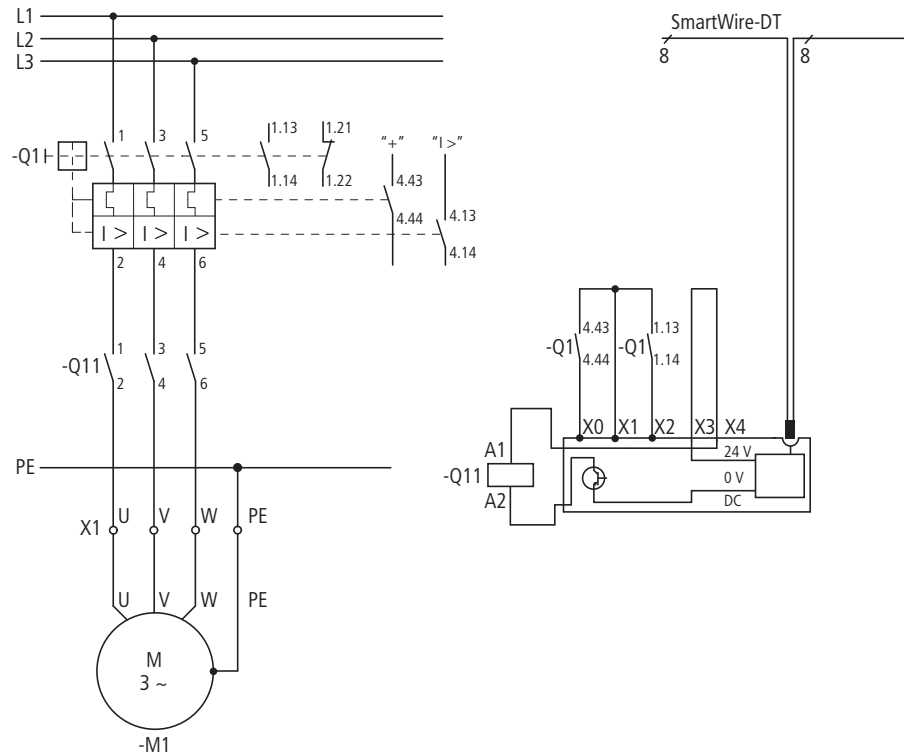 L1
L2
L3
SmartWire-DT
8
8
-Q1
1
3
5
1.13
1.14
1.21
1.22
"+"
"I >"
4.43
4.44
4.13
4.14
I >
I >
I >
2
4
6
-Q11
1
3
5
2
4
6
-Q1
4.43
4.44
-Q1
1.13
1.14
X0
X1
X2
X3
X4
A1
-Q11
A2
24 V
0 V
DC
PE
X1
U
V
W
PE
U
V
W
PE
M
3 ~
-M1